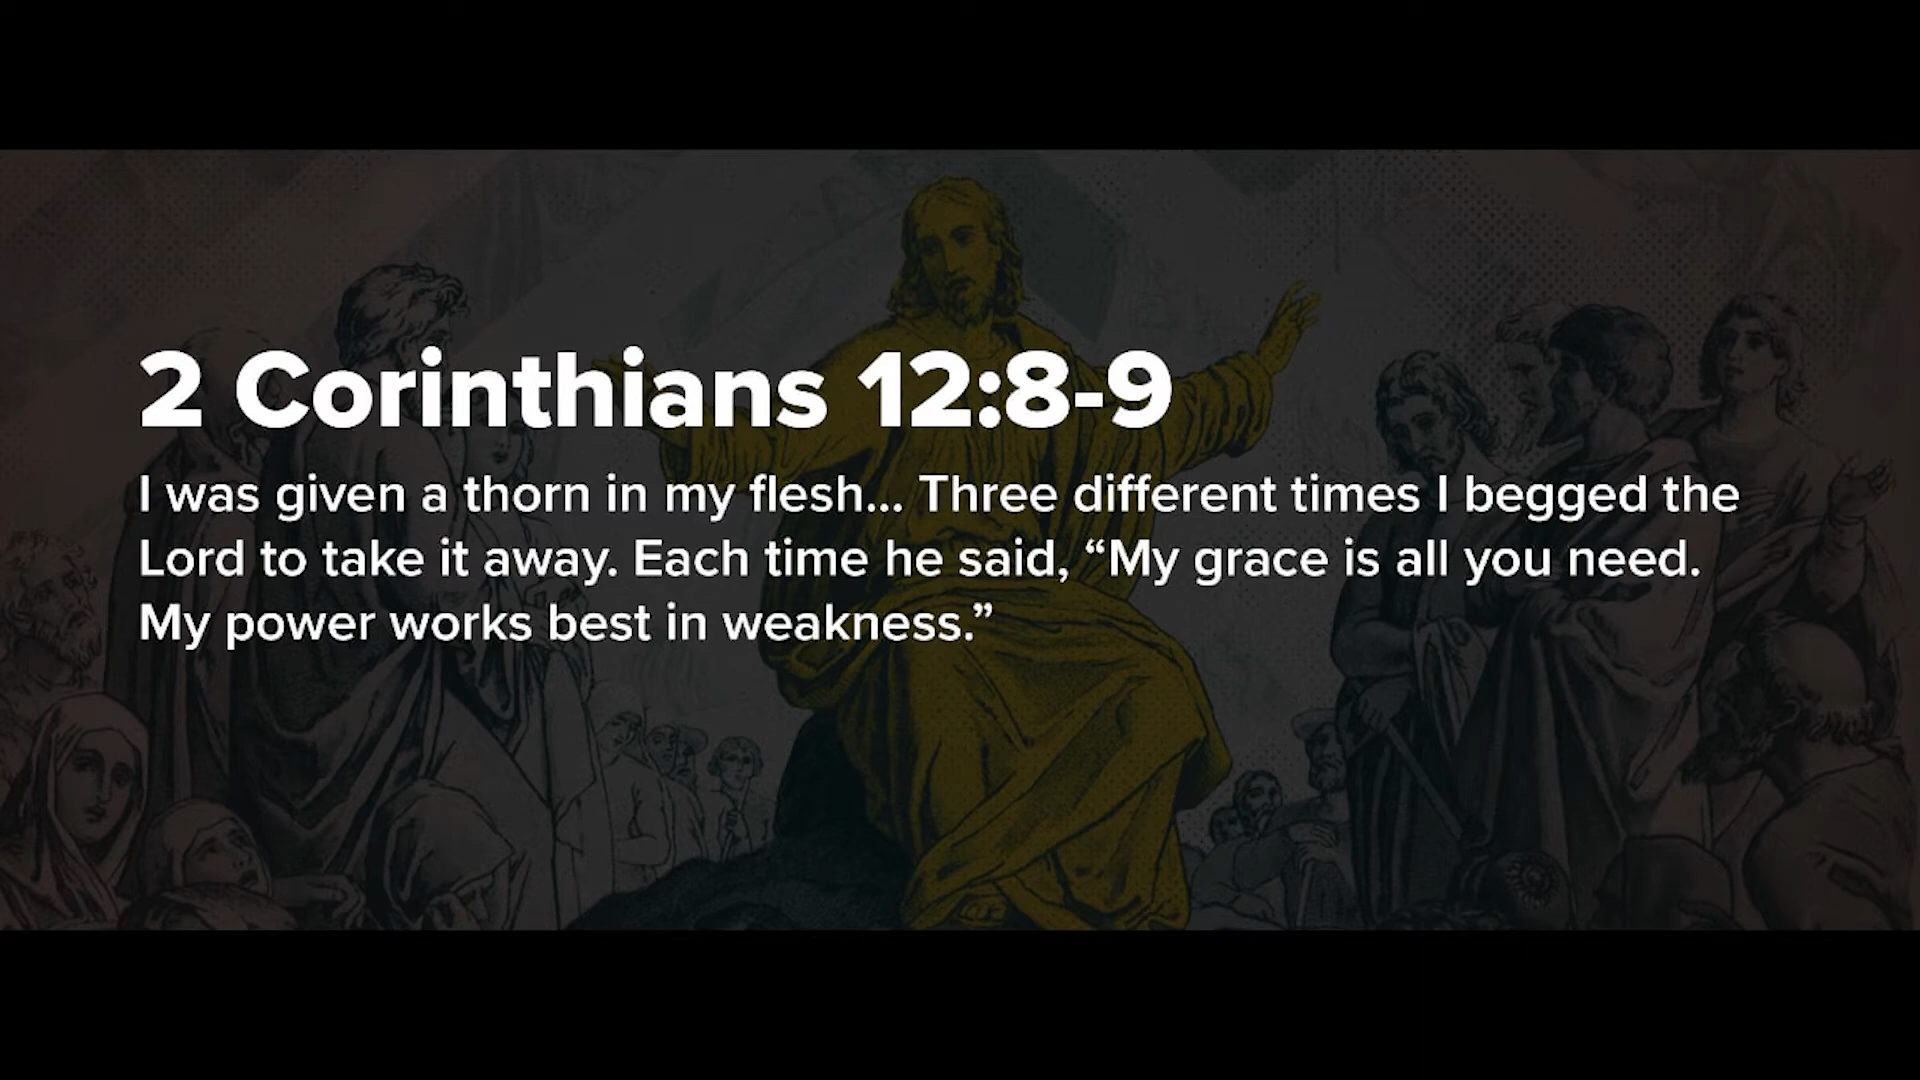 2 Corinthians 12:8-9
I was given a thorn in my flesh... Three different times I begged the
Lord to take it away. Each time he said, “My grace is all you need.
My power works best in weakness.”